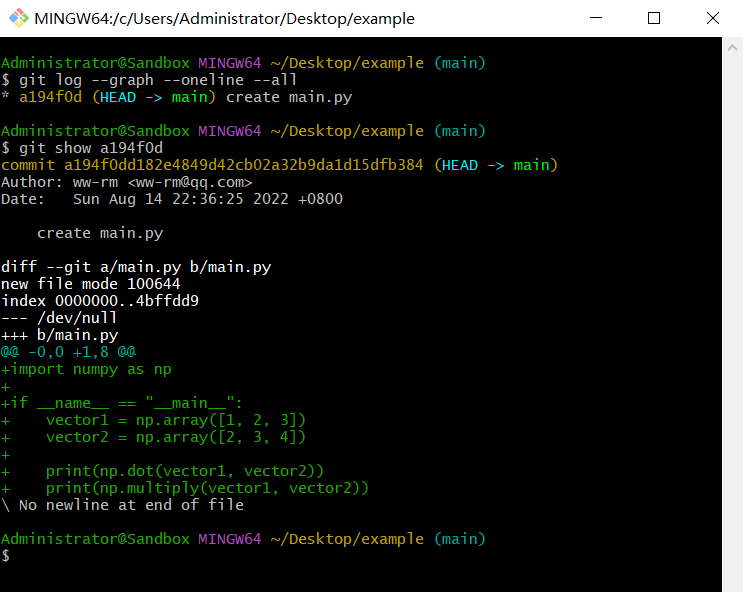 MINGW64:/c/Users/Administrator/Desktop/example
Administrator@Sandbox MINGW64 ~/Desktop/example (main)
$ git log --graph --oneline --all
* a194f0d (HEAD -> main) create main.py
Administrator@Sandbox MINGW64 ~/Desktop/example (main)
$ git show a194f0d
commit a194f0dd182e4849d42cb02a32b9da1d15dfb384 (HEAD -> main)
Author: ww-rm <ww-rm@qq.com>
Date:   Sun Aug 14 22:36:25 2022 +0800
    create main.py
diff --git a/main.py b/main.py
new file mode 100644
index 0000000..4bffdd9
--- /dev/null
+++ b/main.py
@@ -0,0 +1,8 @@
+import numpy as np
+
+if __name__ == "__main__":
+    vector1 = np.array([1, 2, 3])
+    vector2 = np.array([2, 3, 4])
+
+    print(np.dot(vector1, vector2))
+    print(np.multiply(vector1, vector2))
\ No newline at end of file
Administrator@Sandbox MINGW64 ~/Desktop/example (main)
$